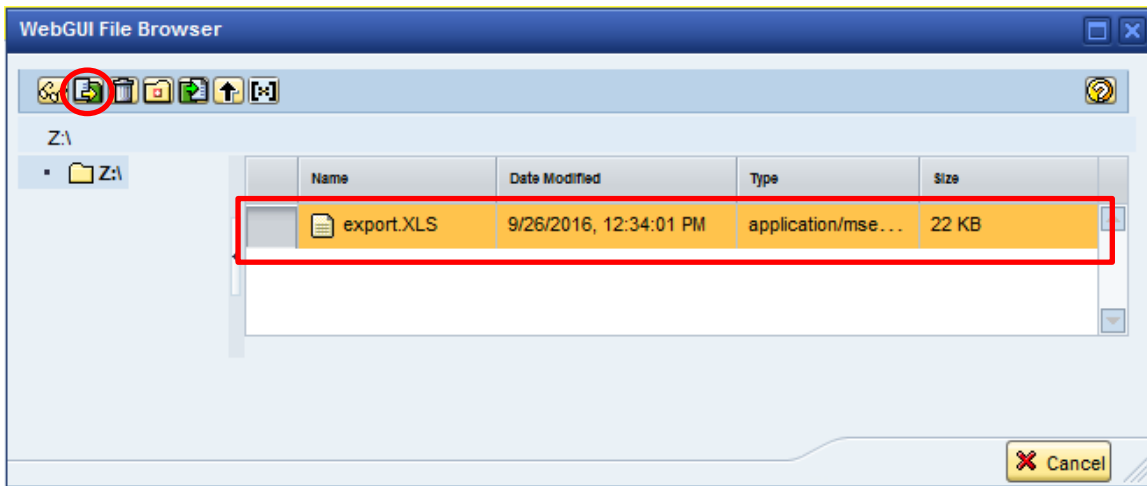 WebGUI File Browser
Z:\
Z:\
Name Date Modified Type Size
export.XLS 9/26/2016, 12:34:01 PM application/mse... 22 KB
Cancel